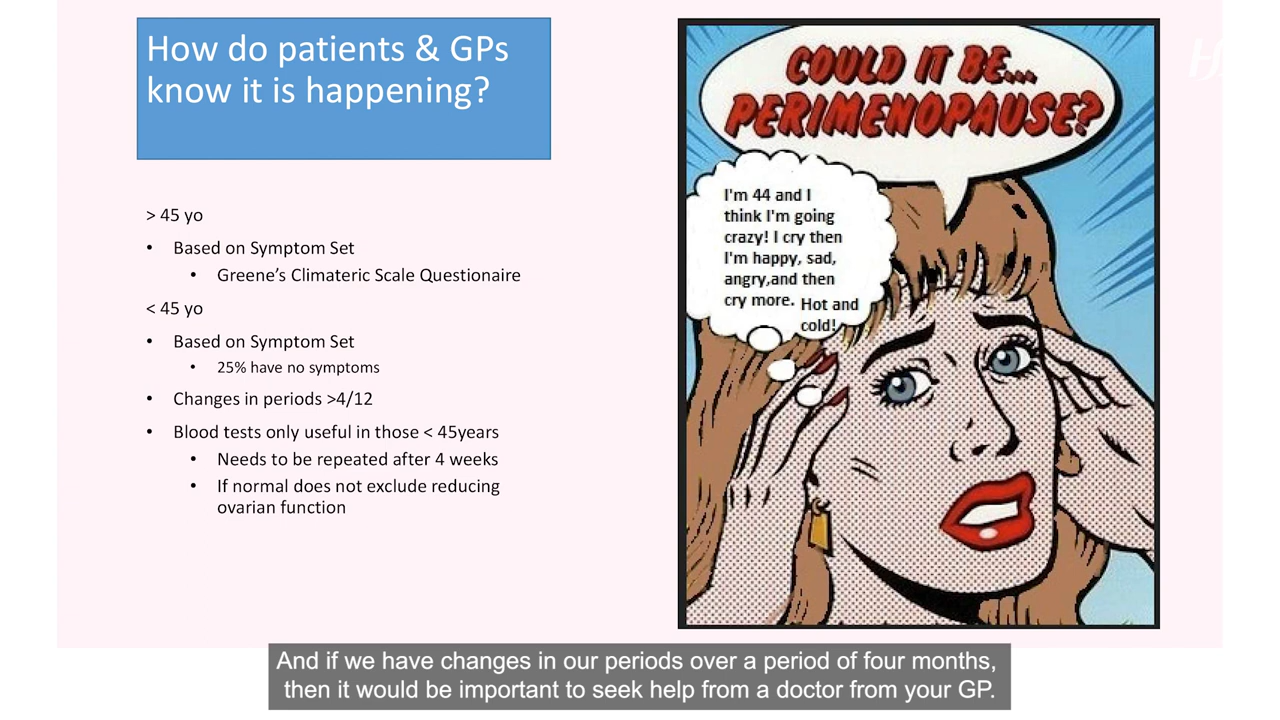 How do patients & GPs
know it is happening?
> 45 yo
• Based on Symptom Set
• Greene's Climateric Scale Questionaire
< 45 yo
• Based on Symptom Set
• 25% have no symptoms
• Changes in periods >4/12
• Blood tests only useful in those < 45years
• Needs to be repeated after 4 weeks
• If normal does not exclude reducing
ovarian function
COULD IT BE...
PERIMENOPAUSE?
I'm 44 and I
think I'm going
crazy! I cry then
I'm happy, sad,
angry,and then
cry more. Hot and
cold!
And if we have changes in our periods over a period of four months,
then it would be important to seek help from a doctor from your GP.